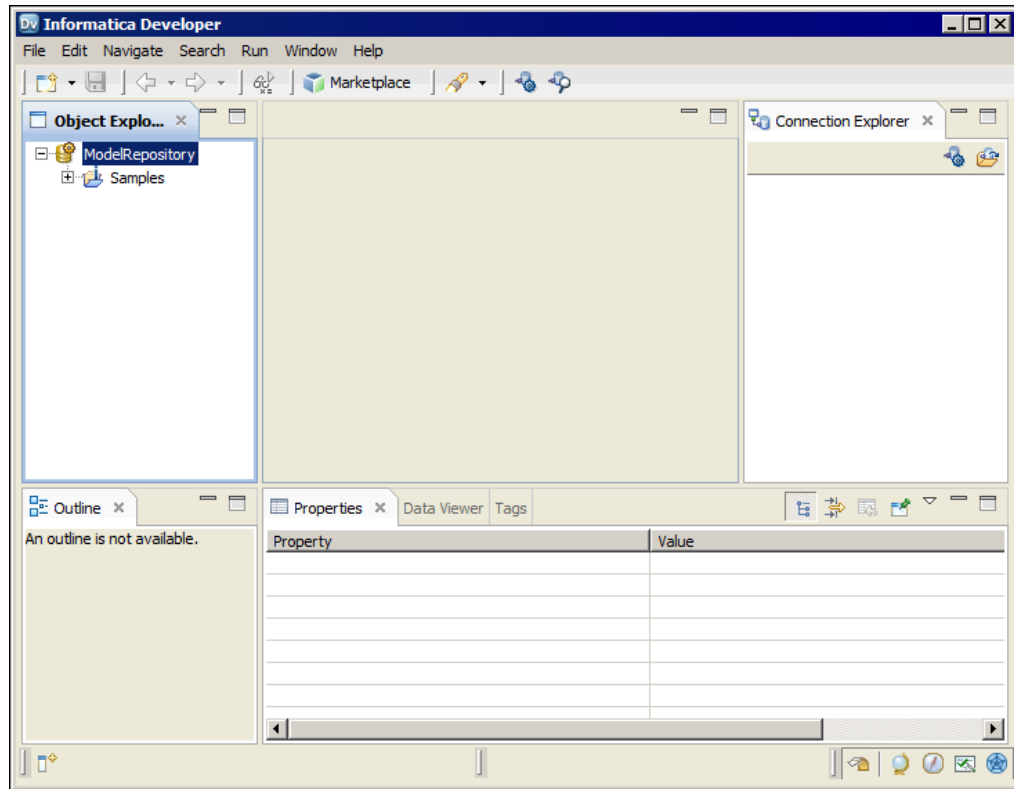 Dv Informatica Developer
File Edit Navigate Search Run Window Help
Marketplace
Object Explo...
Connection Explorer
ModelRepository
Samples
Outline
Properties Data Viewer Tags
An outline is not available.
Property Value